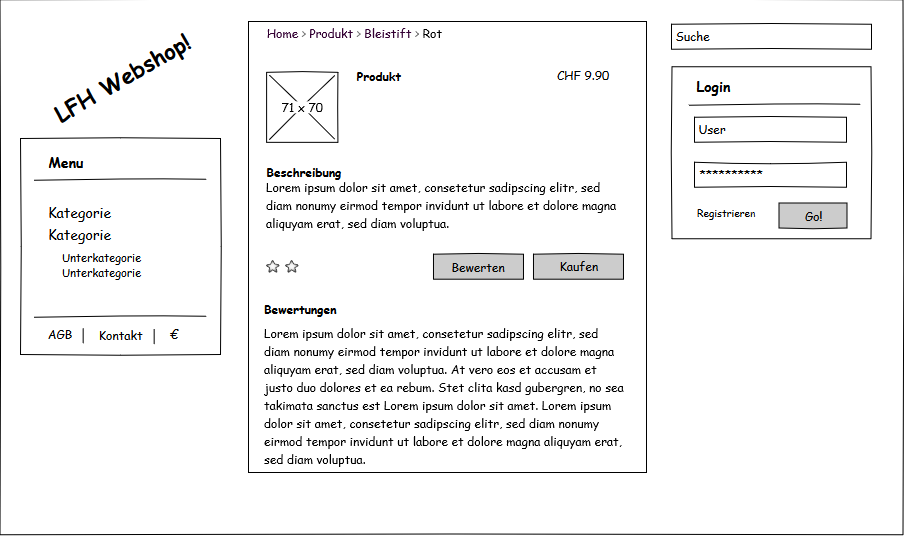 LFH Webshop!
Menu
Kategorie
Kategorie
Unterkategorie
Unterkategorie
AGB | Kontakt | €
Home > Produkt > Bleistift > Rot
71 x 70
Produkt
CHF 9.90
Beschreibung
Lorem ipsum dolor sit amet, consetetur sadipscing elitr, sed
diam nonumy eirmod tempor invidunt ut labore et dolore magna
aliquyam erat, sed diam voluptua.
Bewerten
Kaufen
Bewertungen
Lorem ipsum dolor sit amet, consetetur sadipscing elitr, sed
diam nonumy eirmod tempor invidunt ut labore et dolore magna
aliquyam erat, sed diam voluptua. At vero eos et accusam et
justo duo dolores et ea rebum. Stet clita kasd gubergren, no sea
takimata sanctus est Lorem ipsum dolor sit amet. Lorem ipsum
dolor sit amet, consetetur sadipscing elitr, sed diam nonumy
eirmod tempor invidunt ut labore et dolore magna aliquyam erat,
sed diam voluptua.
Suche
Login
User
**********
Registrieren
Go!